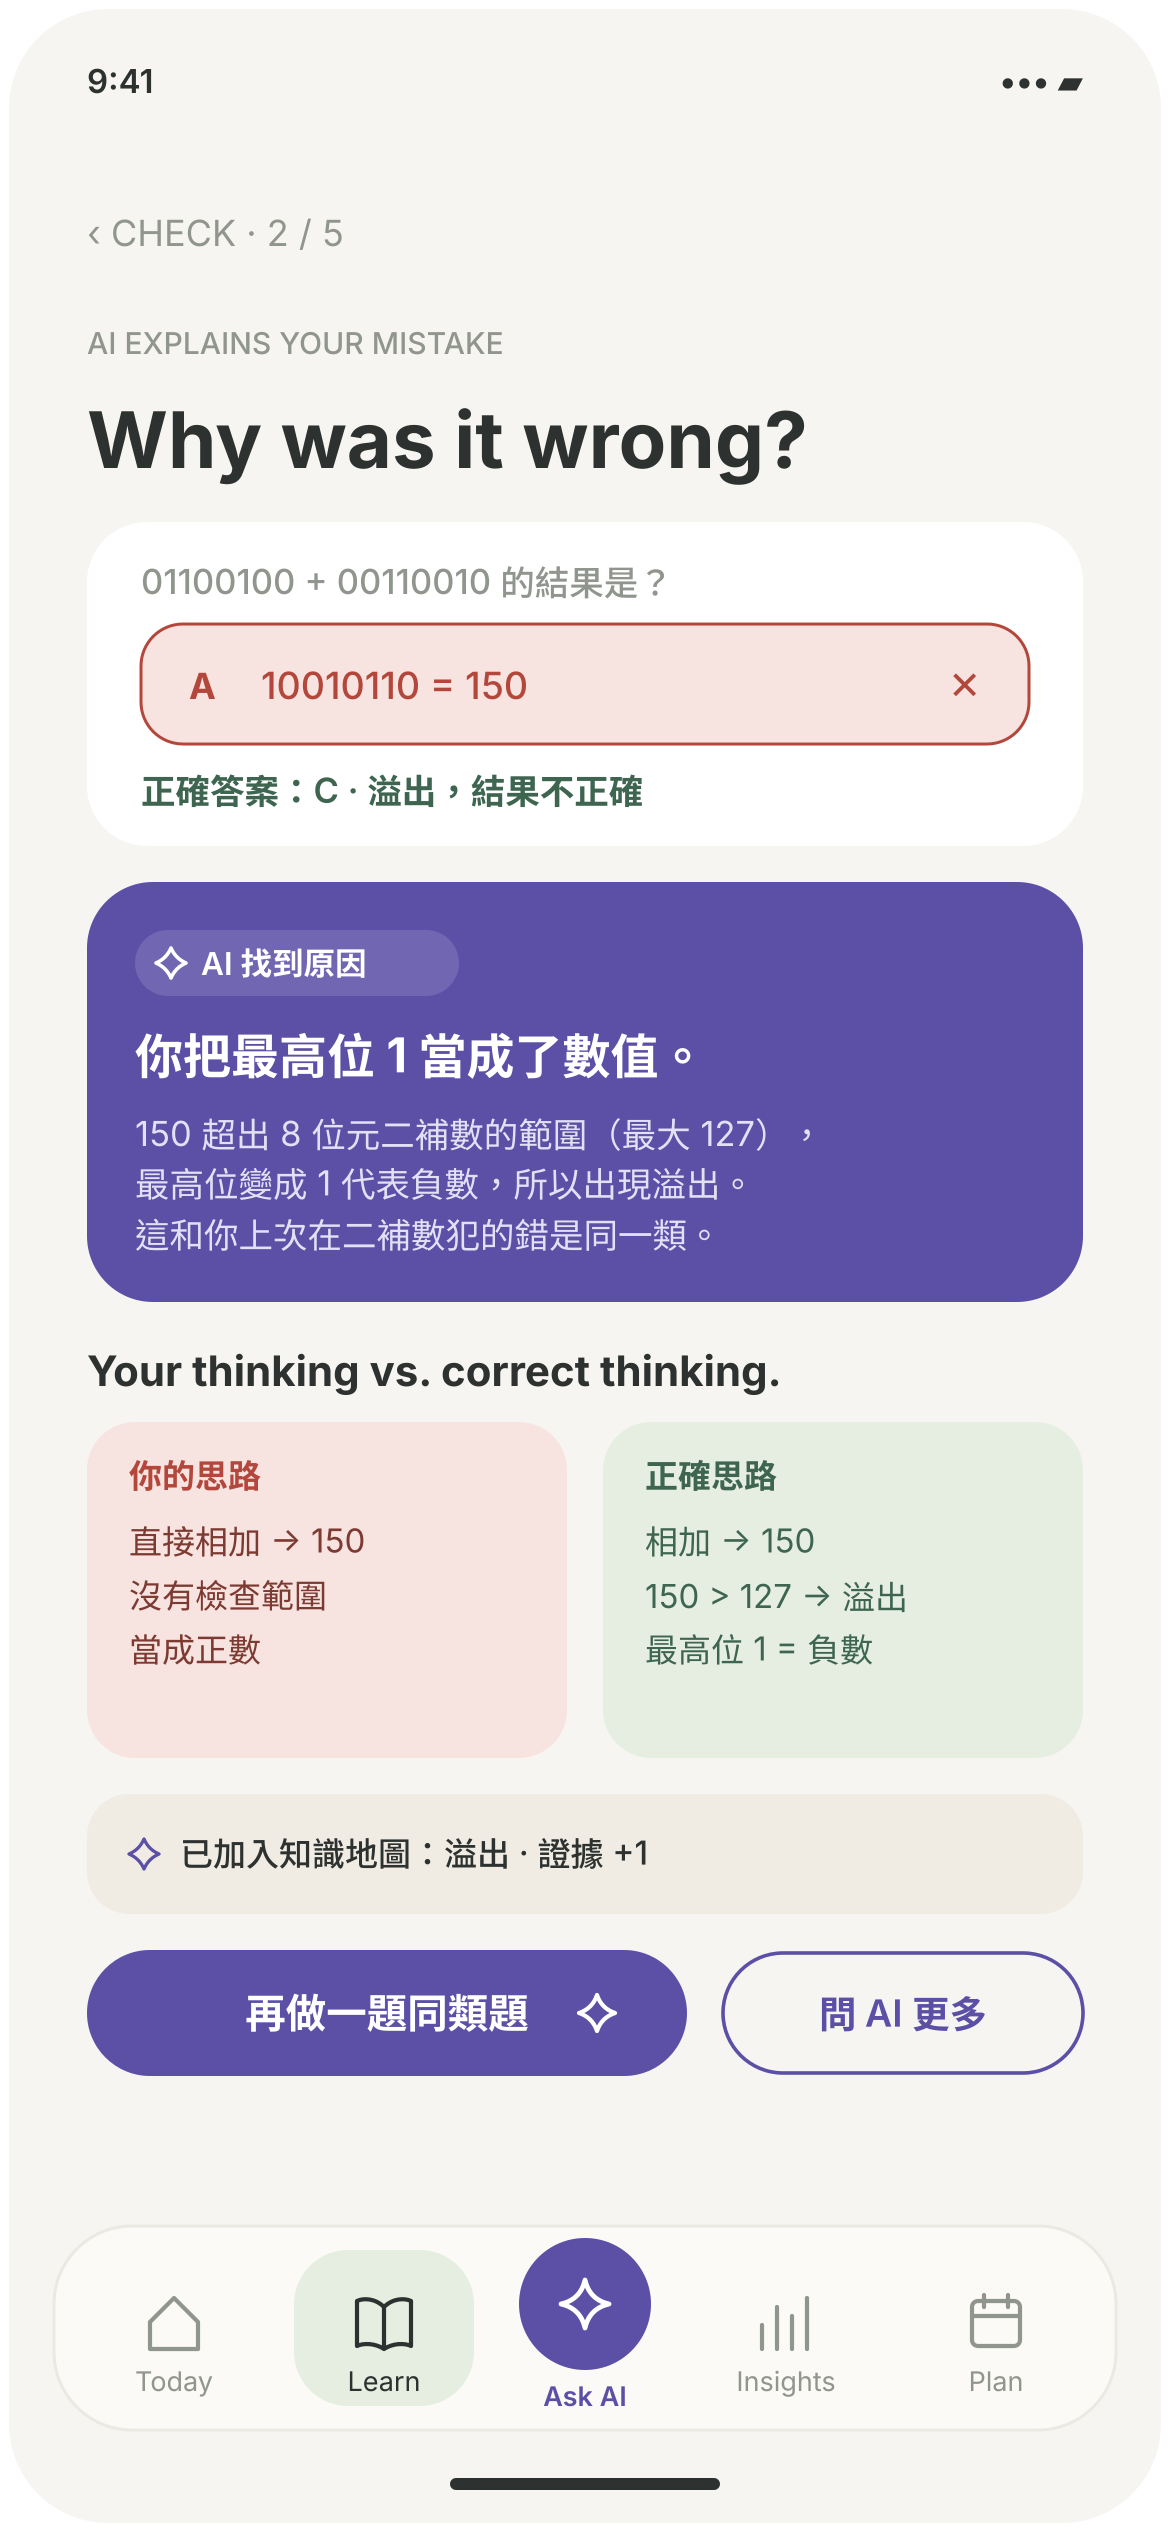 9:41
‹ CHECK · 2 / 5
AI EXPLAINS YOUR MISTAKE
Why was it wrong?
01100100 + 00110010 的結果是？
A 10010110 = 150 ✕
正確答案：C · 溢出，結果不正確
AI 找到原因
你把最高位 1 當成了數值。
150 超出 8 位元二補數的範圍（最大 127），
最高位變成 1 代表負數，所以出現溢出。
這和你上次在二補數犯的錯是同一類。
Your thinking vs. correct thinking.
你的思路
直接相加 → 150
沒有檢查範圍
當成正數
正確思路
相加 → 150
150 > 127 → 溢出
最高位 1 = 負數
已加入知識地圖：溢出 · 證據 +1
再做一題同類題
問 AI 更多
Today
Learn
Ask AI
Insights
Plan